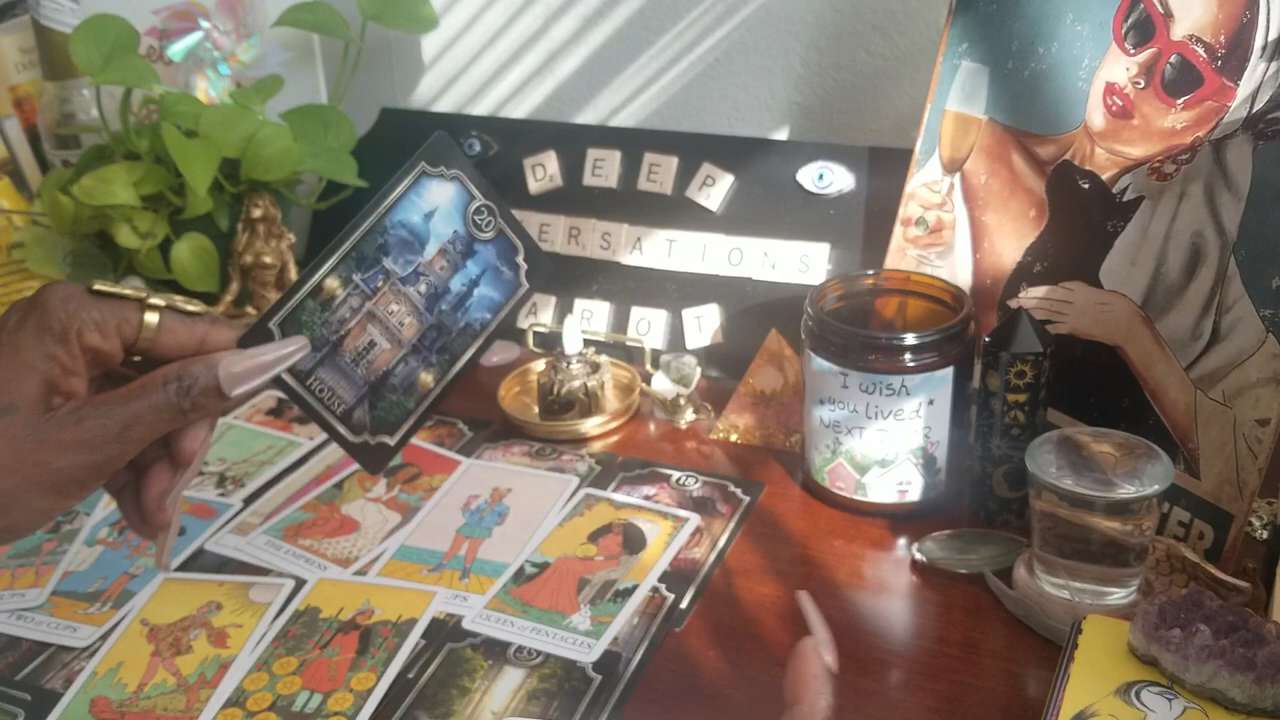 DEEP
ERSATIONS
AROT
20
HOUSE
I wish
you lived
NEXT
18
THE EMPRESS
QUEEN of PENTACLES
TWO of CUPS
CUPS
35